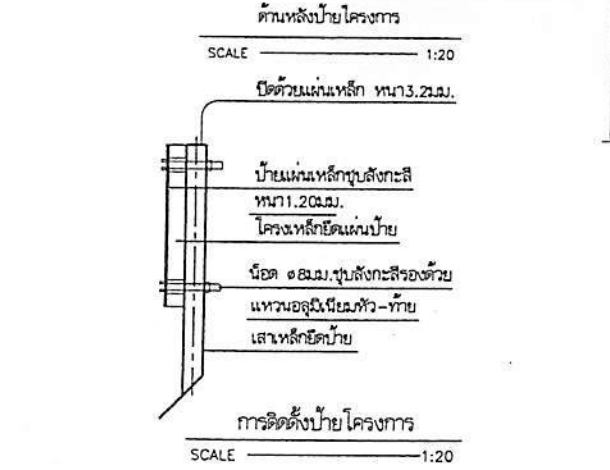 ด้านหลังป้ายโครงการ
SCALE 1:20
ปิดด้วยแผ่นเหล็ก หนา3.2มม.
ป้ายแผ่นเหล็กชุบสังกะสี
หนา1.20มม.
โครงเหล็กยึดแผ่นป้าย
น็อต ø8มม.ชุบสังกะสีรองด้วย
แหวนอลุมิเนียมหัว-ท้าย
เสาเหล็กยึดป้าย
การติดตั้งป้ายโครงการ
SCALE 1:20